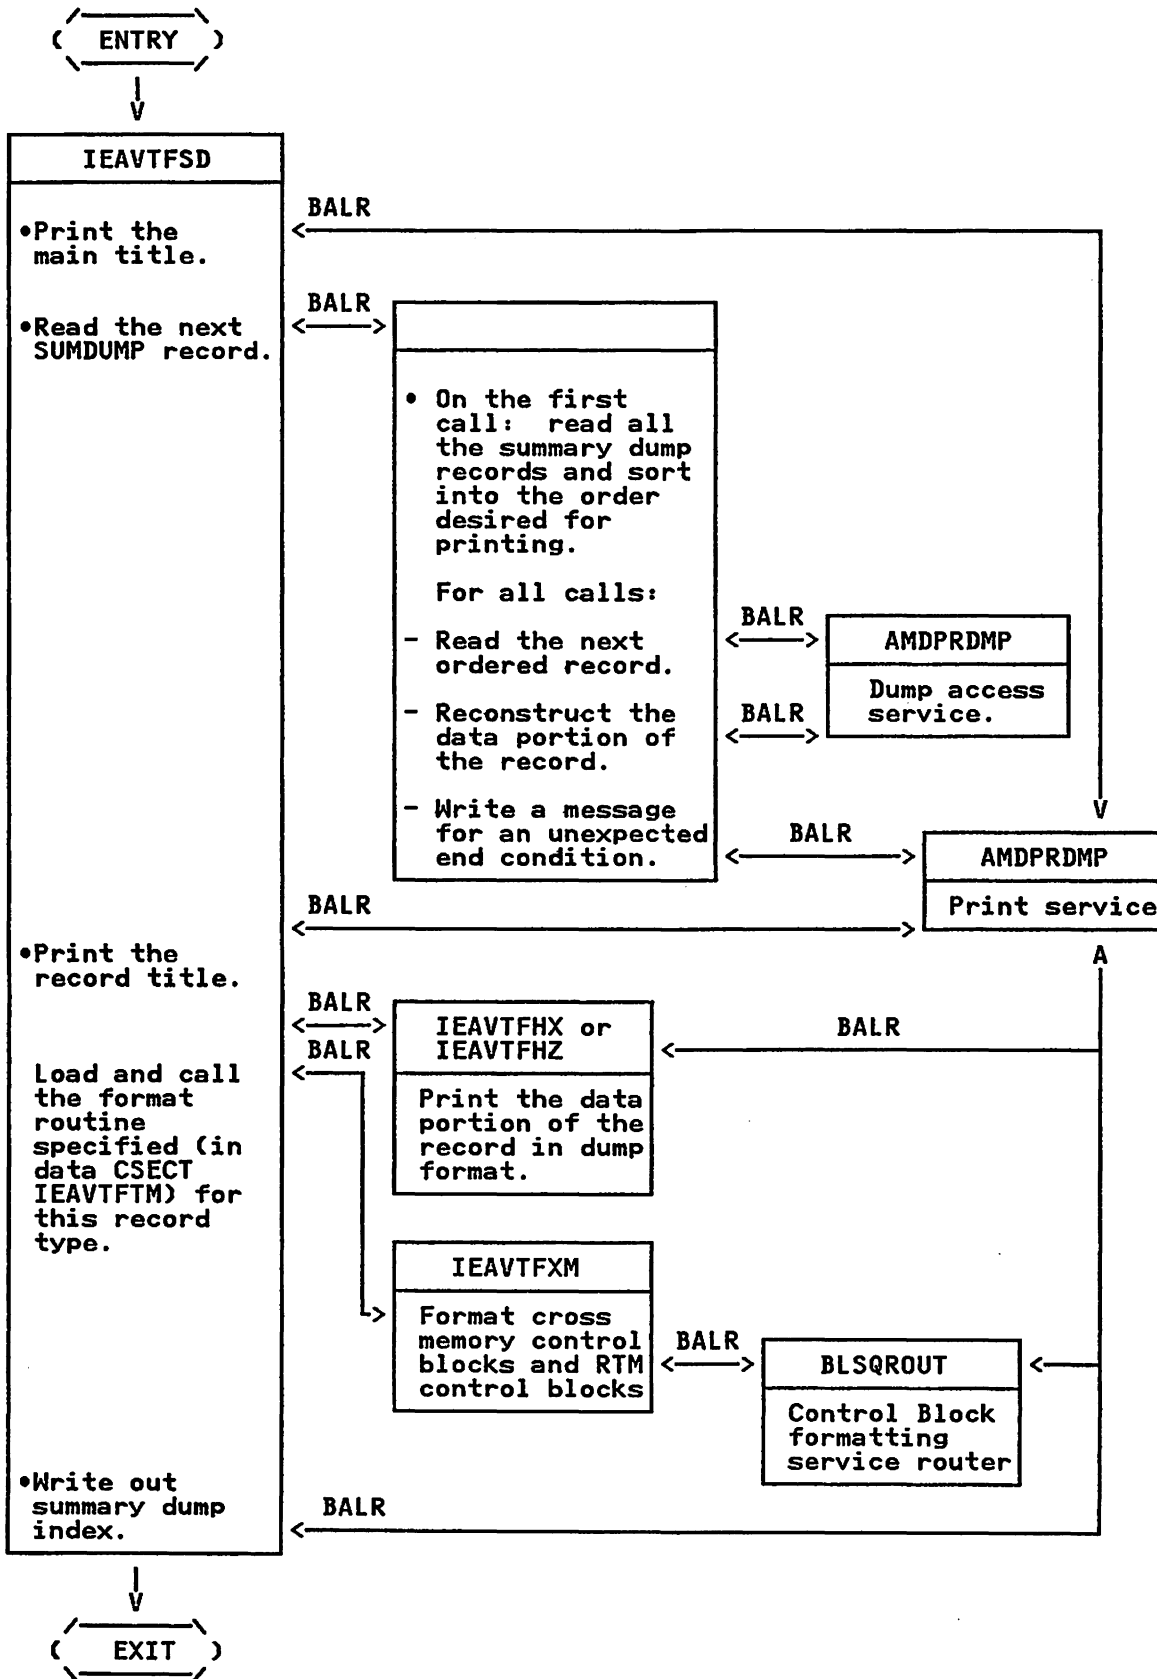 ENTRY
V
IEAVTFSD
•Print the
main title.
BALR
•Read the next
SUMDUMP record.
BALR
• On the first
call: read all
the summary dump
records and sort
into the order
desired for
printing.
For all calls:
- Read the next
ordered record.
- Reconstruct the
data portion of
the record.
- Write a message
for an unexpected
end condition.
BALR
BALR
AMDPRDMP
Dump access
service.
BALR
V
AMDPRDMP
Print service
A
BALR
•Print the
record title.
BALR
BALR
Load and call
the format
routine
specified (in
data CSECT
IEAVTFTM) for
this record
type.
IEAVTFHX or
IEAVTFHZ
Print the data
portion of the
record in dump
format.
BALR
IEAVTFXM
Format cross
memory control
blocks and RTM
control blocks
BALR
BLSQROUT
Control Block
formatting
service router
•Write out
summary dump
index.
BALR
V
EXIT